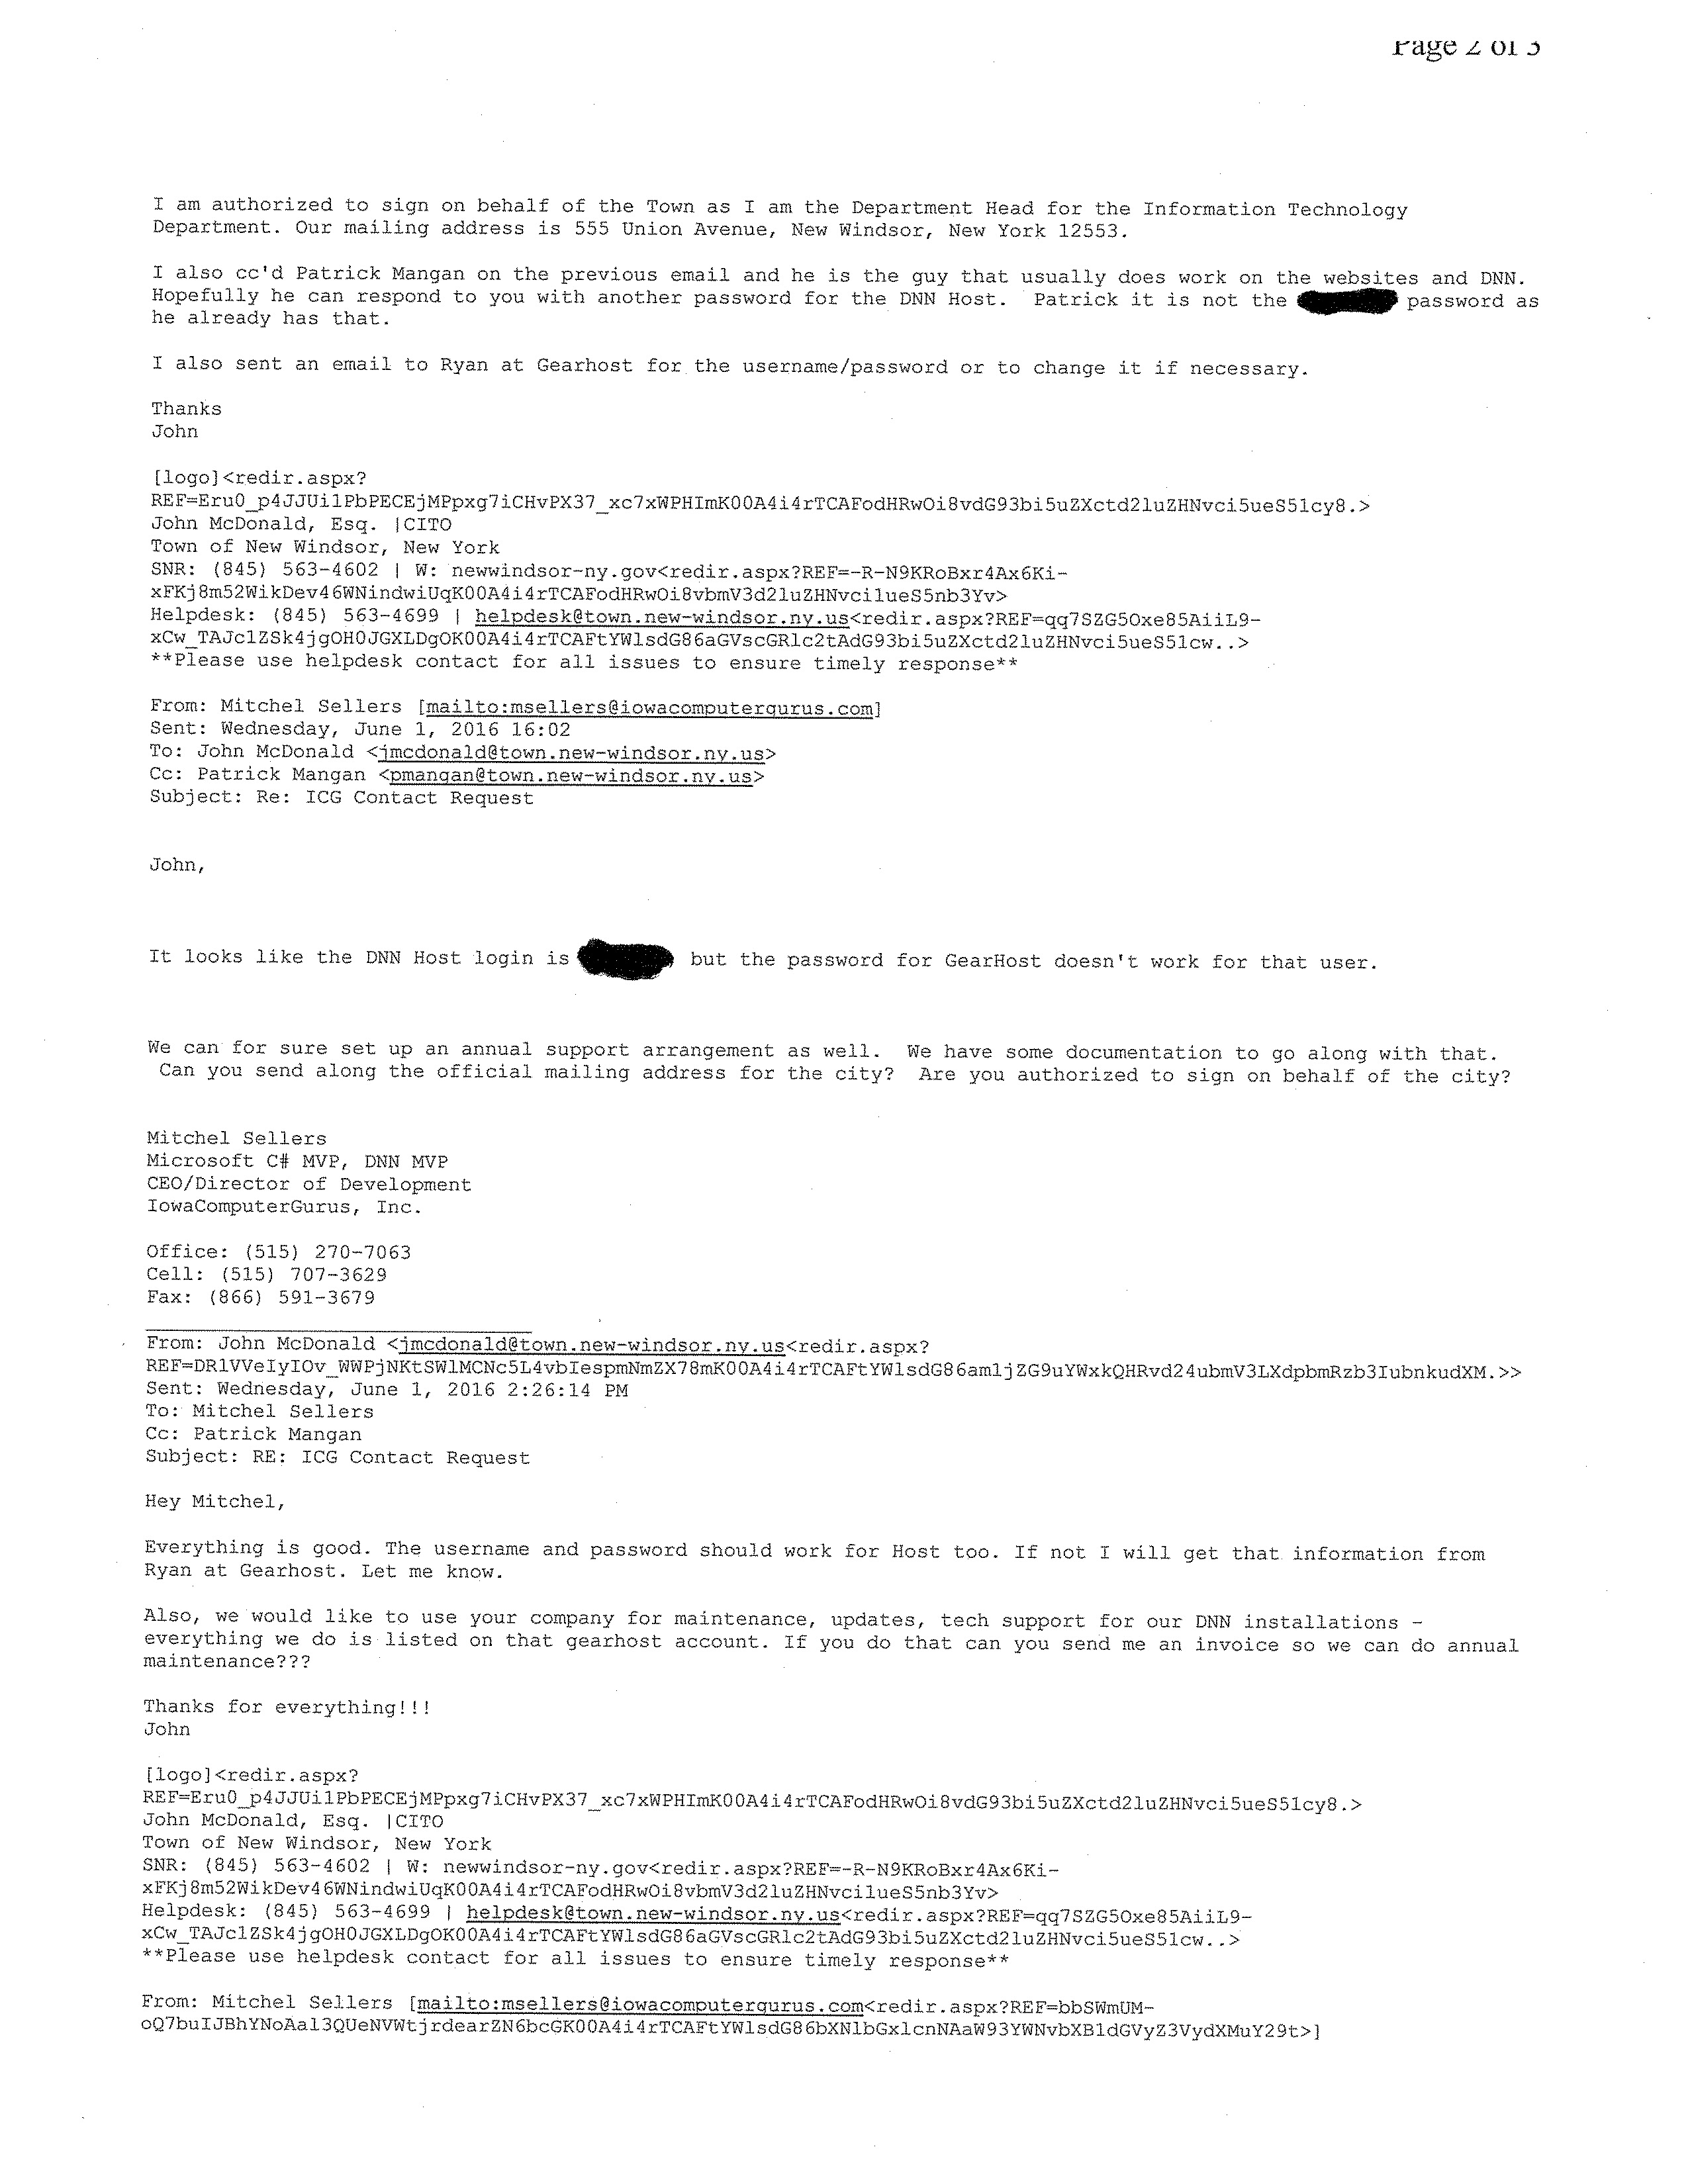 Page 2 of 3
I am authorized to sign on behalf of the Town as I am the Department Head for the Information Technology
Department. Our mailing address is 555 Union Avenue, New Windsor, New York 12553.
I also cc'd Patrick Mangan on the previous email and he is the guy that usually does work on the websites and DNN.
Hopefully he can respond to you with another password for the DNN Host. Patrick it is not the password as
he already has that.
I also sent an email to Ryan at Gearhost for the username/password or to change it if necessary.
Thanks
John
[logo]<redir.aspx?
REF=Eru0_p4JJUi1PbPECEjMPpxg7iCHvPX37_xc7xWPHImK00A4i4rTCAFodHRwOi8vdG93bi5uZXctd2luZHNvci5ueS51cy8.>
John McDonald, Esq. |CITO
Town of New Windsor, New York
SNR: (845) 563-4602 | W: newwindsor-ny.gov<redir.aspx?REF=-R-N9KRoBxr4Ax6Ki-
xFKj8m52WikDev46WNindwiUqK00A4i4rTCAFodHRwOi8vbmV3d2luZHNvci1ueS5nb3Yv>
Helpdesk: (845) 563-4699 | helpdesk@town.new-windsor.ny.us<redir.aspx?REF=qq7SZG5Oxe85AiiL9-
xCw_TAJc1ZSk4jgOH0JGXLDgOK00A4i4rTCAFtYWlsdG86aGVscGRlc2tAdG93bi5uZXctd2luZHNvci5ueS51cw..>
**Please use helpdesk contact for all issues to ensure timely response**
From: Mitchel Sellers [mailto:msellers@iowacomputergurus.com]
Sent: Wednesday, June 1, 2016 16:02
To: John McDonald <jmcdonald@town.new-windsor.ny.us>
Cc: Patrick Mangan <pmangan@town.new-windsor.ny.us>
Subject: Re: ICG Contact Request
John,
It looks like the DNN Host login is but the password for GearHost doesn't work for that user.
We can for sure set up an annual support arrangement as well. We have some documentation to go along with that.
Can you send along the official mailing address for the city? Are you authorized to sign on behalf of the city?
Mitchel Sellers
Microsoft C# MVP, DNN MVP
CEO/Director of Development
IowaComputerGurus, Inc.
Office: (515) 270-7063
Cell: (515) 707-3629
Fax: (866) 591-3679
From: John McDonald <jmcdonald@town.new-windsor.ny.us<redir.aspx?
REF=DR1VVeIyIOv_WWPjNKtSWlMCNc5L4vbIespmNmZX78mK00A4i4rTCAFtYWlsdG86am1jZG9uYWxkQHRvd24ubmV3LXdpbmRzb3IubnkudXM.>>
Sent: Wednesday, June 1, 2016 2:26:14 PM
To: Mitchel Sellers
Cc: Patrick Mangan
Subject: RE: ICG Contact Request
Hey Mitchel,
Everything is good. The username and password should work for Host too. If not I will get that information from
Ryan at Gearhost. Let me know.
Also, we would like to use your company for maintenance, updates, tech support for our DNN installations -
everything we do is listed on that gearhost account. If you do that can you send me an invoice so we can do annual
maintenance???
Thanks for everything!!!
John
[logo]<redir.aspx?
REF=Eru0_p4JJUi1PbPECEjMPpxg7iCHvPX37_xc7xWPHImK00A4i4rTCAFodHRwOi8vdG93bi5uZXctd2luZHNvci5ueS51cy8.>
John McDonald, Esq. |CITO
Town of New Windsor, New York
SNR: (845) 563-4602 | W: newwindsor-ny.gov<redir.aspx?REF=-R-N9KRoBxr4Ax6Ki-
xFKj8m52WikDev46WNindwiUqK00A4i4rTCAFodHRwOi8vbmV3d2luZHNvci1ueS5nb3Yv>
Helpdesk: (845) 563-4699 | helpdesk@town.new-windsor.ny.us<redir.aspx?REF=qq7SZG5Oxe85AiiL9-
xCw_TAJc1ZSk4jgOH0JGXLDgOK00A4i4rTCAFtYWlsdG86aGVscGRlc2tAdG93bi5uZXctd2luZHNvci5ueS51cw..>
**Please use helpdesk contact for all issues to ensure timely response**
From: Mitchel Sellers [mailto:msellers@iowacomputergurus.com<redir.aspx?REF=bbSWmUM-
oQ7buIJBhYNoAal3QUeNVWtjrdearZN6bcGK00A4i4rTCAFtYWlsdG86bXNlbGxlcnNAaW93YWNvbXB1dGVyZ3VydXMuY29t>]